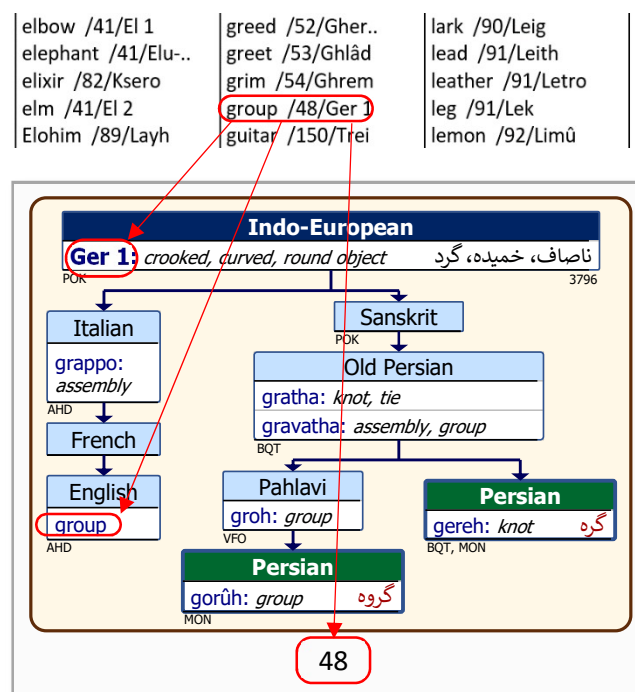 elbow /41/El 1
elephant /41/Elu-..
elixir /82/Ksero
elm /41/El 2
Elohim /89/Layh
greed /52/Gher..
greet /53/Ghlâd
grim /54/Ghrem
group /48/Ger 1
guitar /150/Trei
lark /90/Leig
lead /91/Leith
leather /91/Letro
leg /91/Lek
lemon /92/Limû
Indo-European
Ger 1: crooked, curved, round object ناصاف، خمیده، گرد
POK 3796
Italian
grappo:
assembly
AHD
French
English
group
AHD
Sanskrit
POK
Old Persian
gratha: knot, tie
gravatha: assembly, group
BQT
Pahlavi
groh: group
VFO
Persian
gorûh: group گروه
MON
Persian
gereh: knot گره
BQT, MON
48